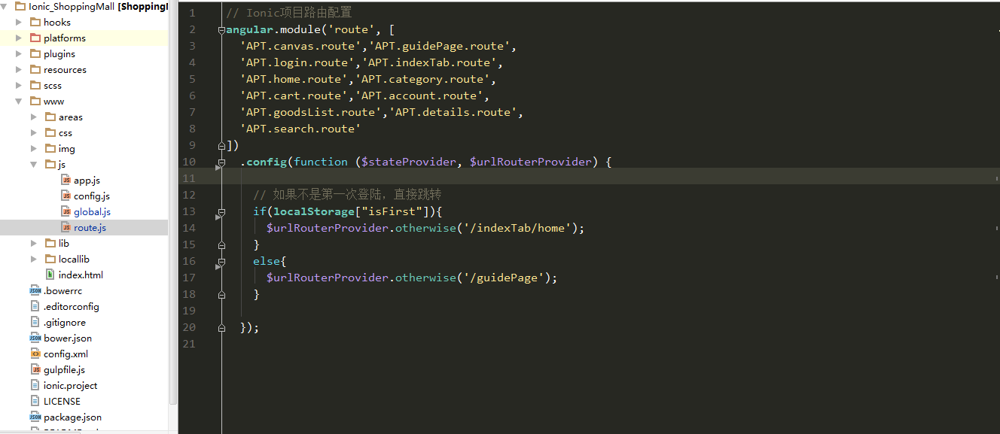 Ionic_ShoppingMall [Shoppingl
hooks
platforms
plugins
resources
scss
www
areas
css
img
js
app.js
config.js
global.js
route.js
lib
locallib
index.html
.bowerrc
.editorconfig
.gitignore
bower.json
config.xml
gulpfile.js
ionic.project
LICENSE
package.json
1 // Ionic项目路由配置
2 angular.module('route', [
3 'APT.canvas.route','APT.guidePage.route',
4 'APT.login.route','APT.indexTab.route',
5 'APT.home.route','APT.category.route',
6 'APT.cart.route','APT.account.route',
7 'APT.goodsList.route','APT.details.route',
8 'APT.search.route'
9 ])
10 .config(function ($stateProvider, $urlRouterProvider) {
11
12 // 如果不是第一次登陆，直接跳转
13 if(localStorage["isFirst"]){
14 $urlRouterProvider.otherwise('/indexTab/home');
15 }
16 else{
17 $urlRouterProvider.otherwise('/guidePage');
18 }
19
20 });
21